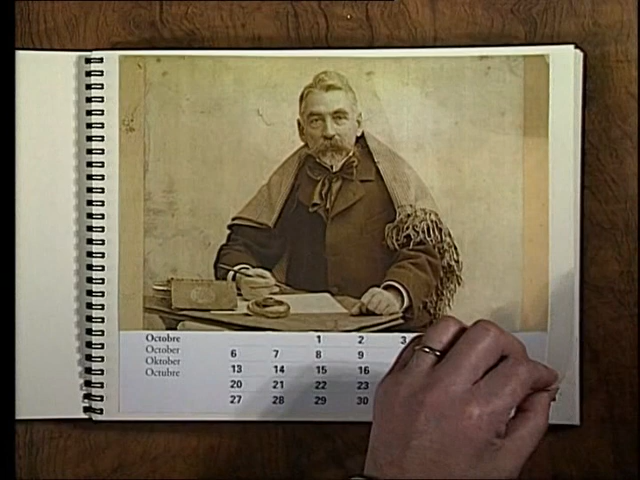 Octobre
October
Oktober
Octubre
1 2 3
6 7 8 9
13 14 15 16
20 21 22 23
27 28 29 30